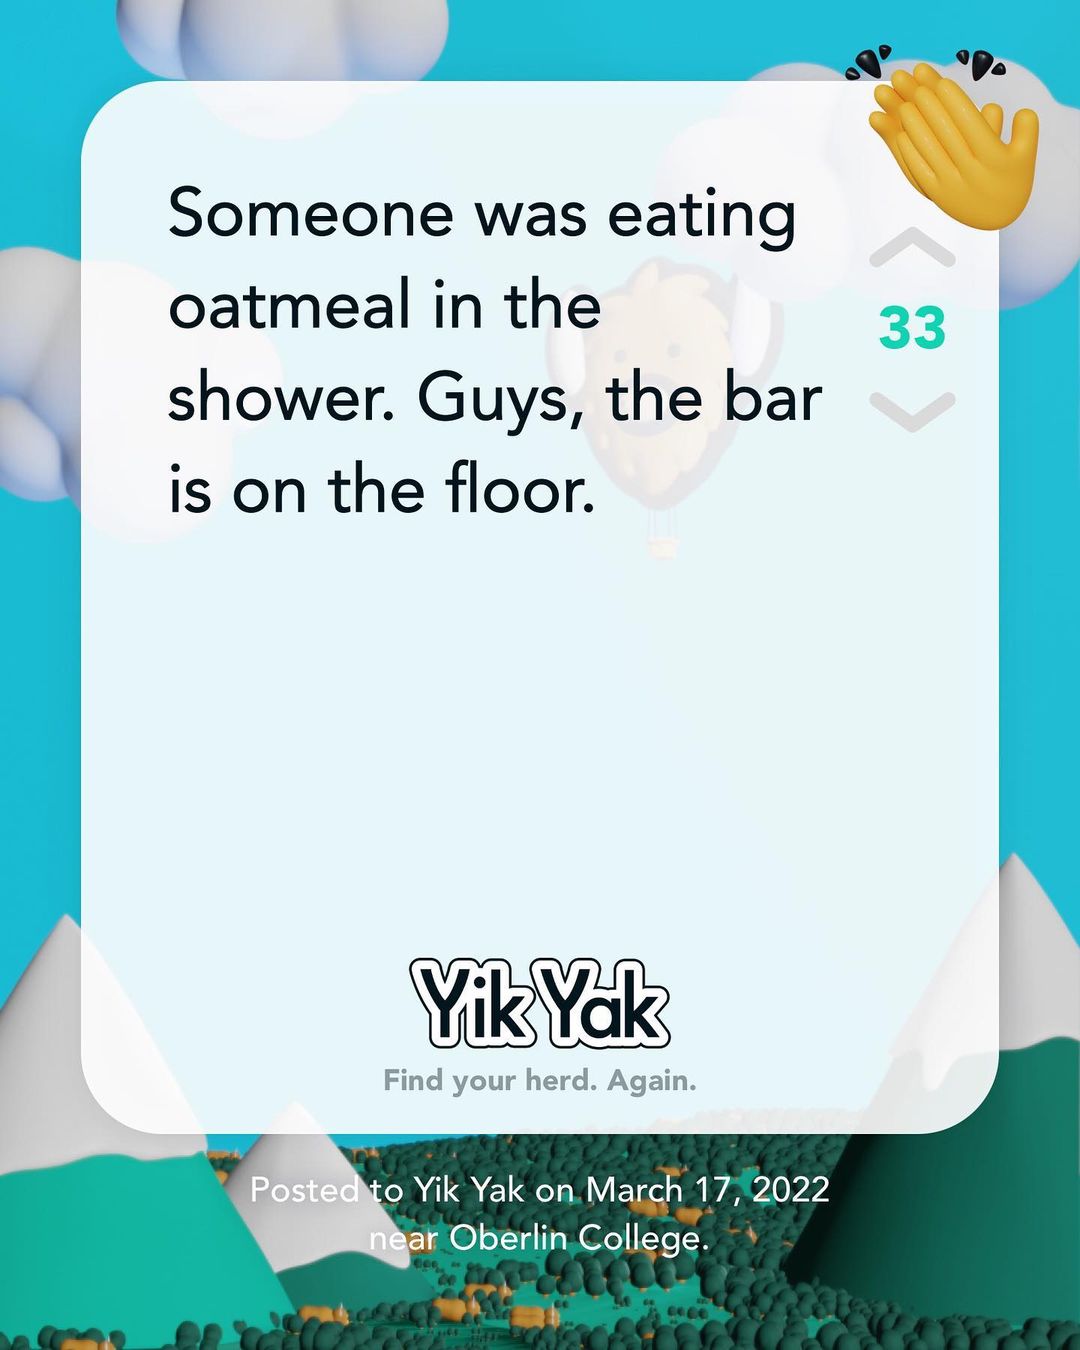 Someone was eating
oatmeal in the
shower. Guys, the bar
is on the floor.
33
Yik Yak
Find your herd. Again.
Posted to Yik Yak on March 17, 2022
near Oberlin College.